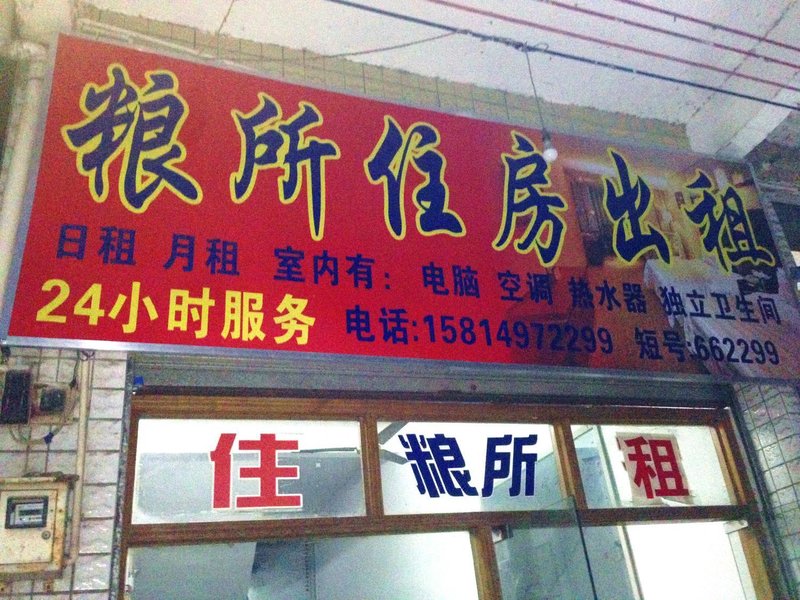 粮所住房出租
日租 月租 室内有: 电脑 空调 热水器 独立卫生间
24小时服务 电话:15814972299 短号:662299
住 粮所 租